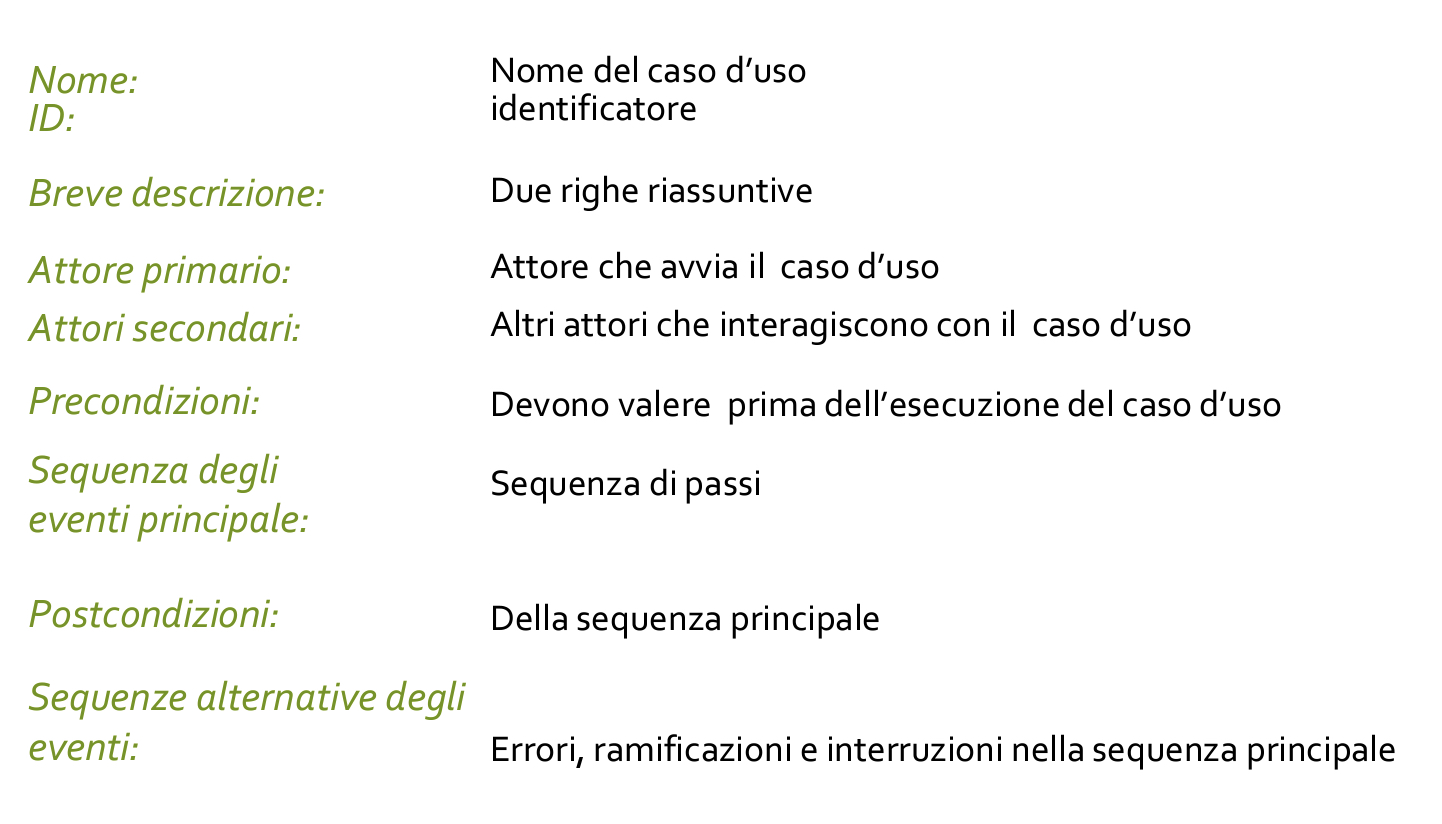 Nome: Nome del caso d’uso
ID: identificatore
Breve descrizione: Due righe riassuntive
Attore primario: Attore che avvia il  caso d’uso
Attori secondari: Altri attori che interagiscono con il  caso d’uso
Precondizioni: Devono valere  prima dell’esecuzione del caso d’uso
Sequenza degli
eventi principale: Sequenza di passi
Postcondizioni: Della sequenza principale
Sequenze alternative degli
eventi: Errori, ramificazioni e interruzioni nella sequenza principale